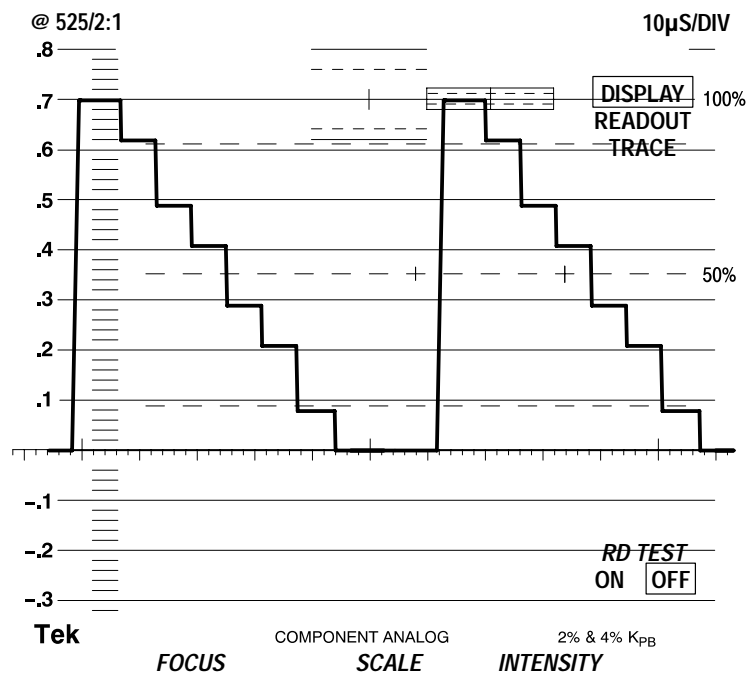 @ 525/2:1 10µS/DIV
.8
.7 DISPLAY 100%
READOUT
.6 TRACE
.5
.4
50%
.3
.2
.1
–.1
–.2 RD TEST
ON OFF
–.3
Tek COMPONENT ANALOG 2% & 4% KPB
FOCUS SCALE INTENSITY